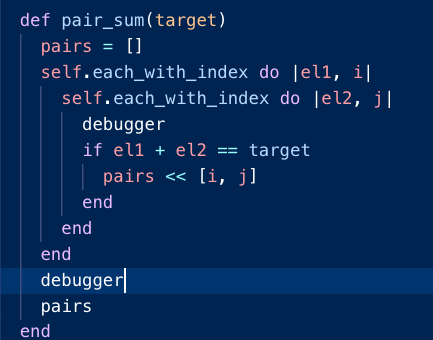 def pair_sum(target)
  pairs = []
  self.each_with_index do |el1, i|
    self.each_with_index do |el2, j|
      debugger
      if el1 + el2 == target
        pairs << [i, j]
      end
    end
  end
  debugger
  pairs
end